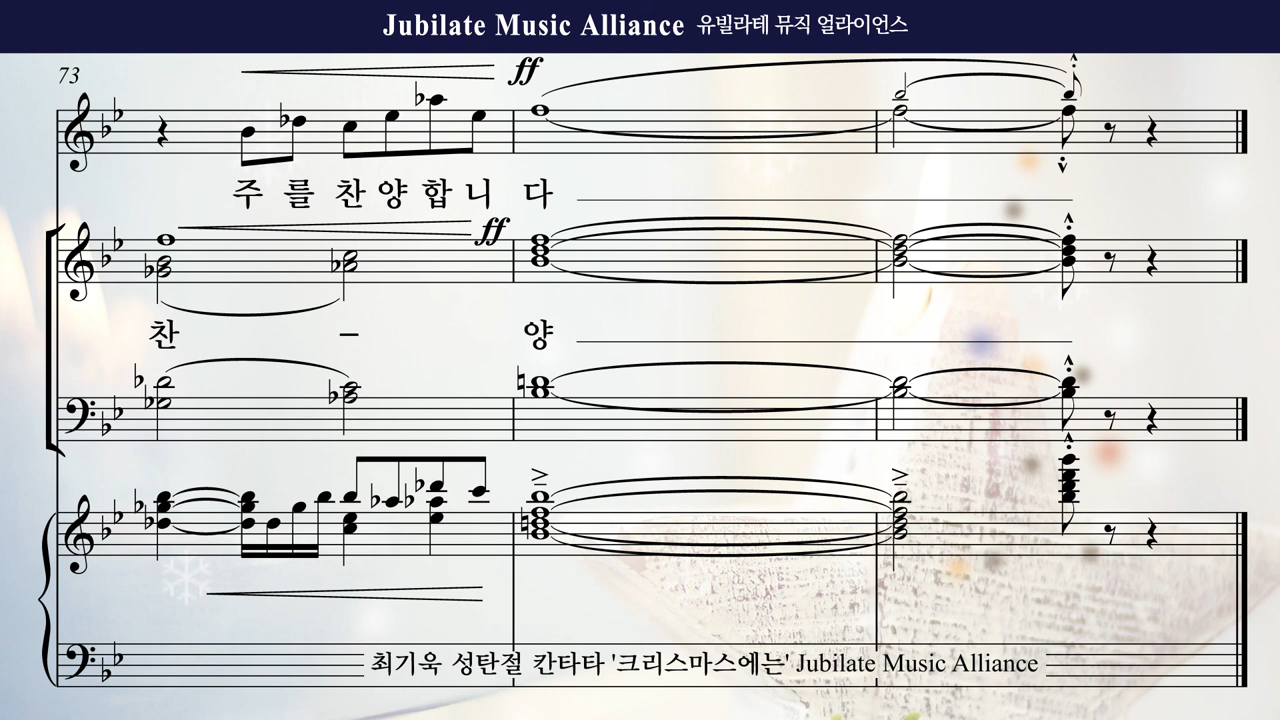 Jubilate Music Alliance 유빌라테 뮤직 얼라이언스
73
ff
주 를 찬 양 합 니 다
ff
찬 – 양
최기욱 성탄절 칸타타 '크리스마스에는' Jubilate Music Alliance